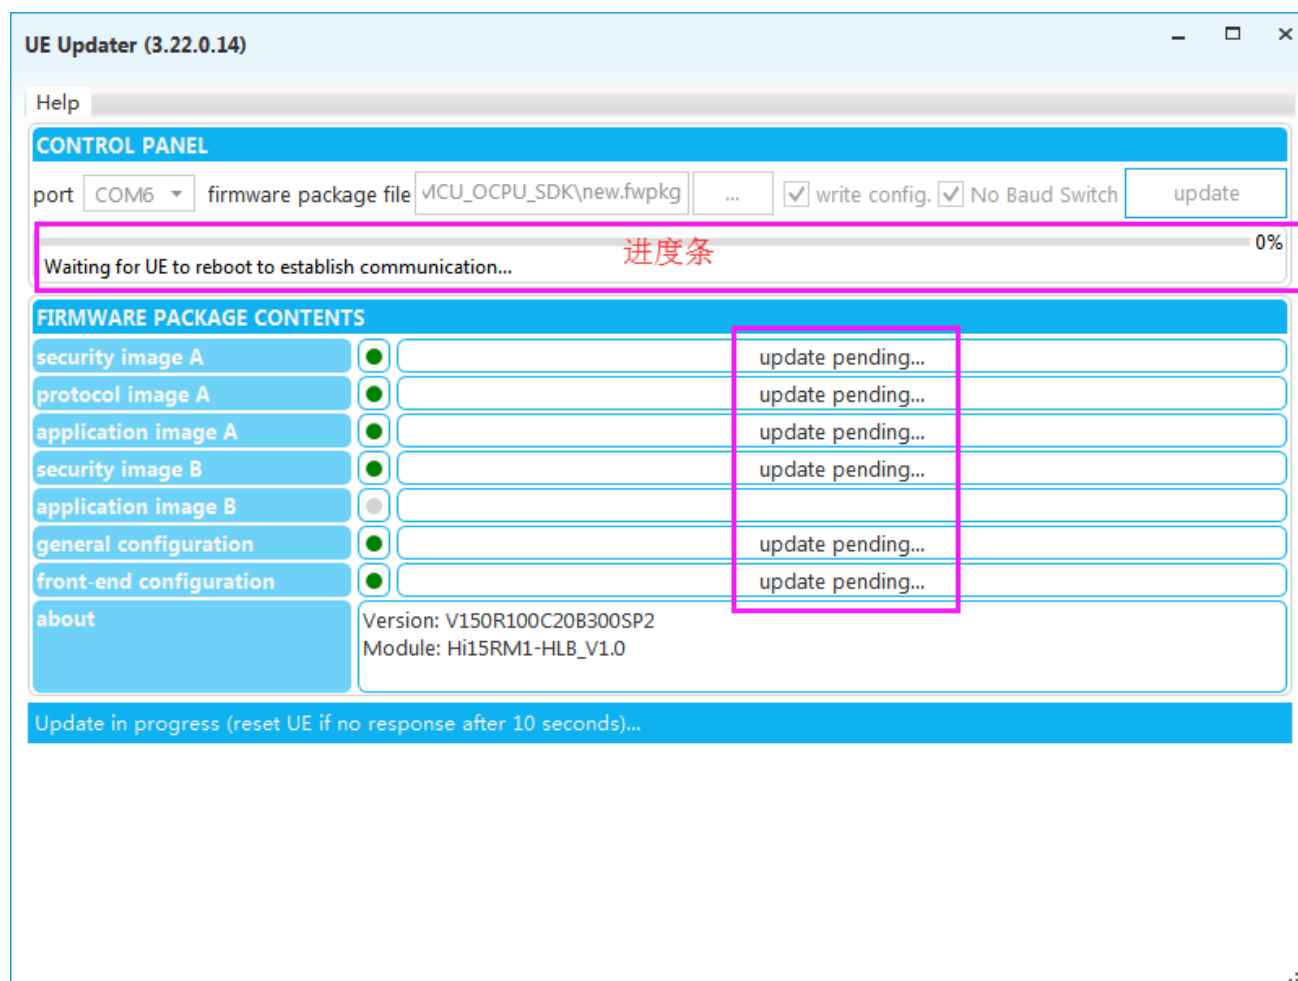 UE Updater (3.22.0.14)
Help
CONTROL PANEL
port COM6 firmware package file MCU_OCPU_SDK\new.fwpkg ... write config. No Baud Switch update
0%
进度条
Waiting for UE to reboot to establish communication...
FIRMWARE PACKAGE CONTENTS
security image A update pending...
protocol image A update pending...
application image A update pending...
security image B update pending...
application image B
general configuration update pending...
front-end configuration update pending...
about Version: V150R100C20B300SP2
Module: Hi15RM1-HLB_V1.0
Update in progress (reset UE if no response after 10 seconds)...